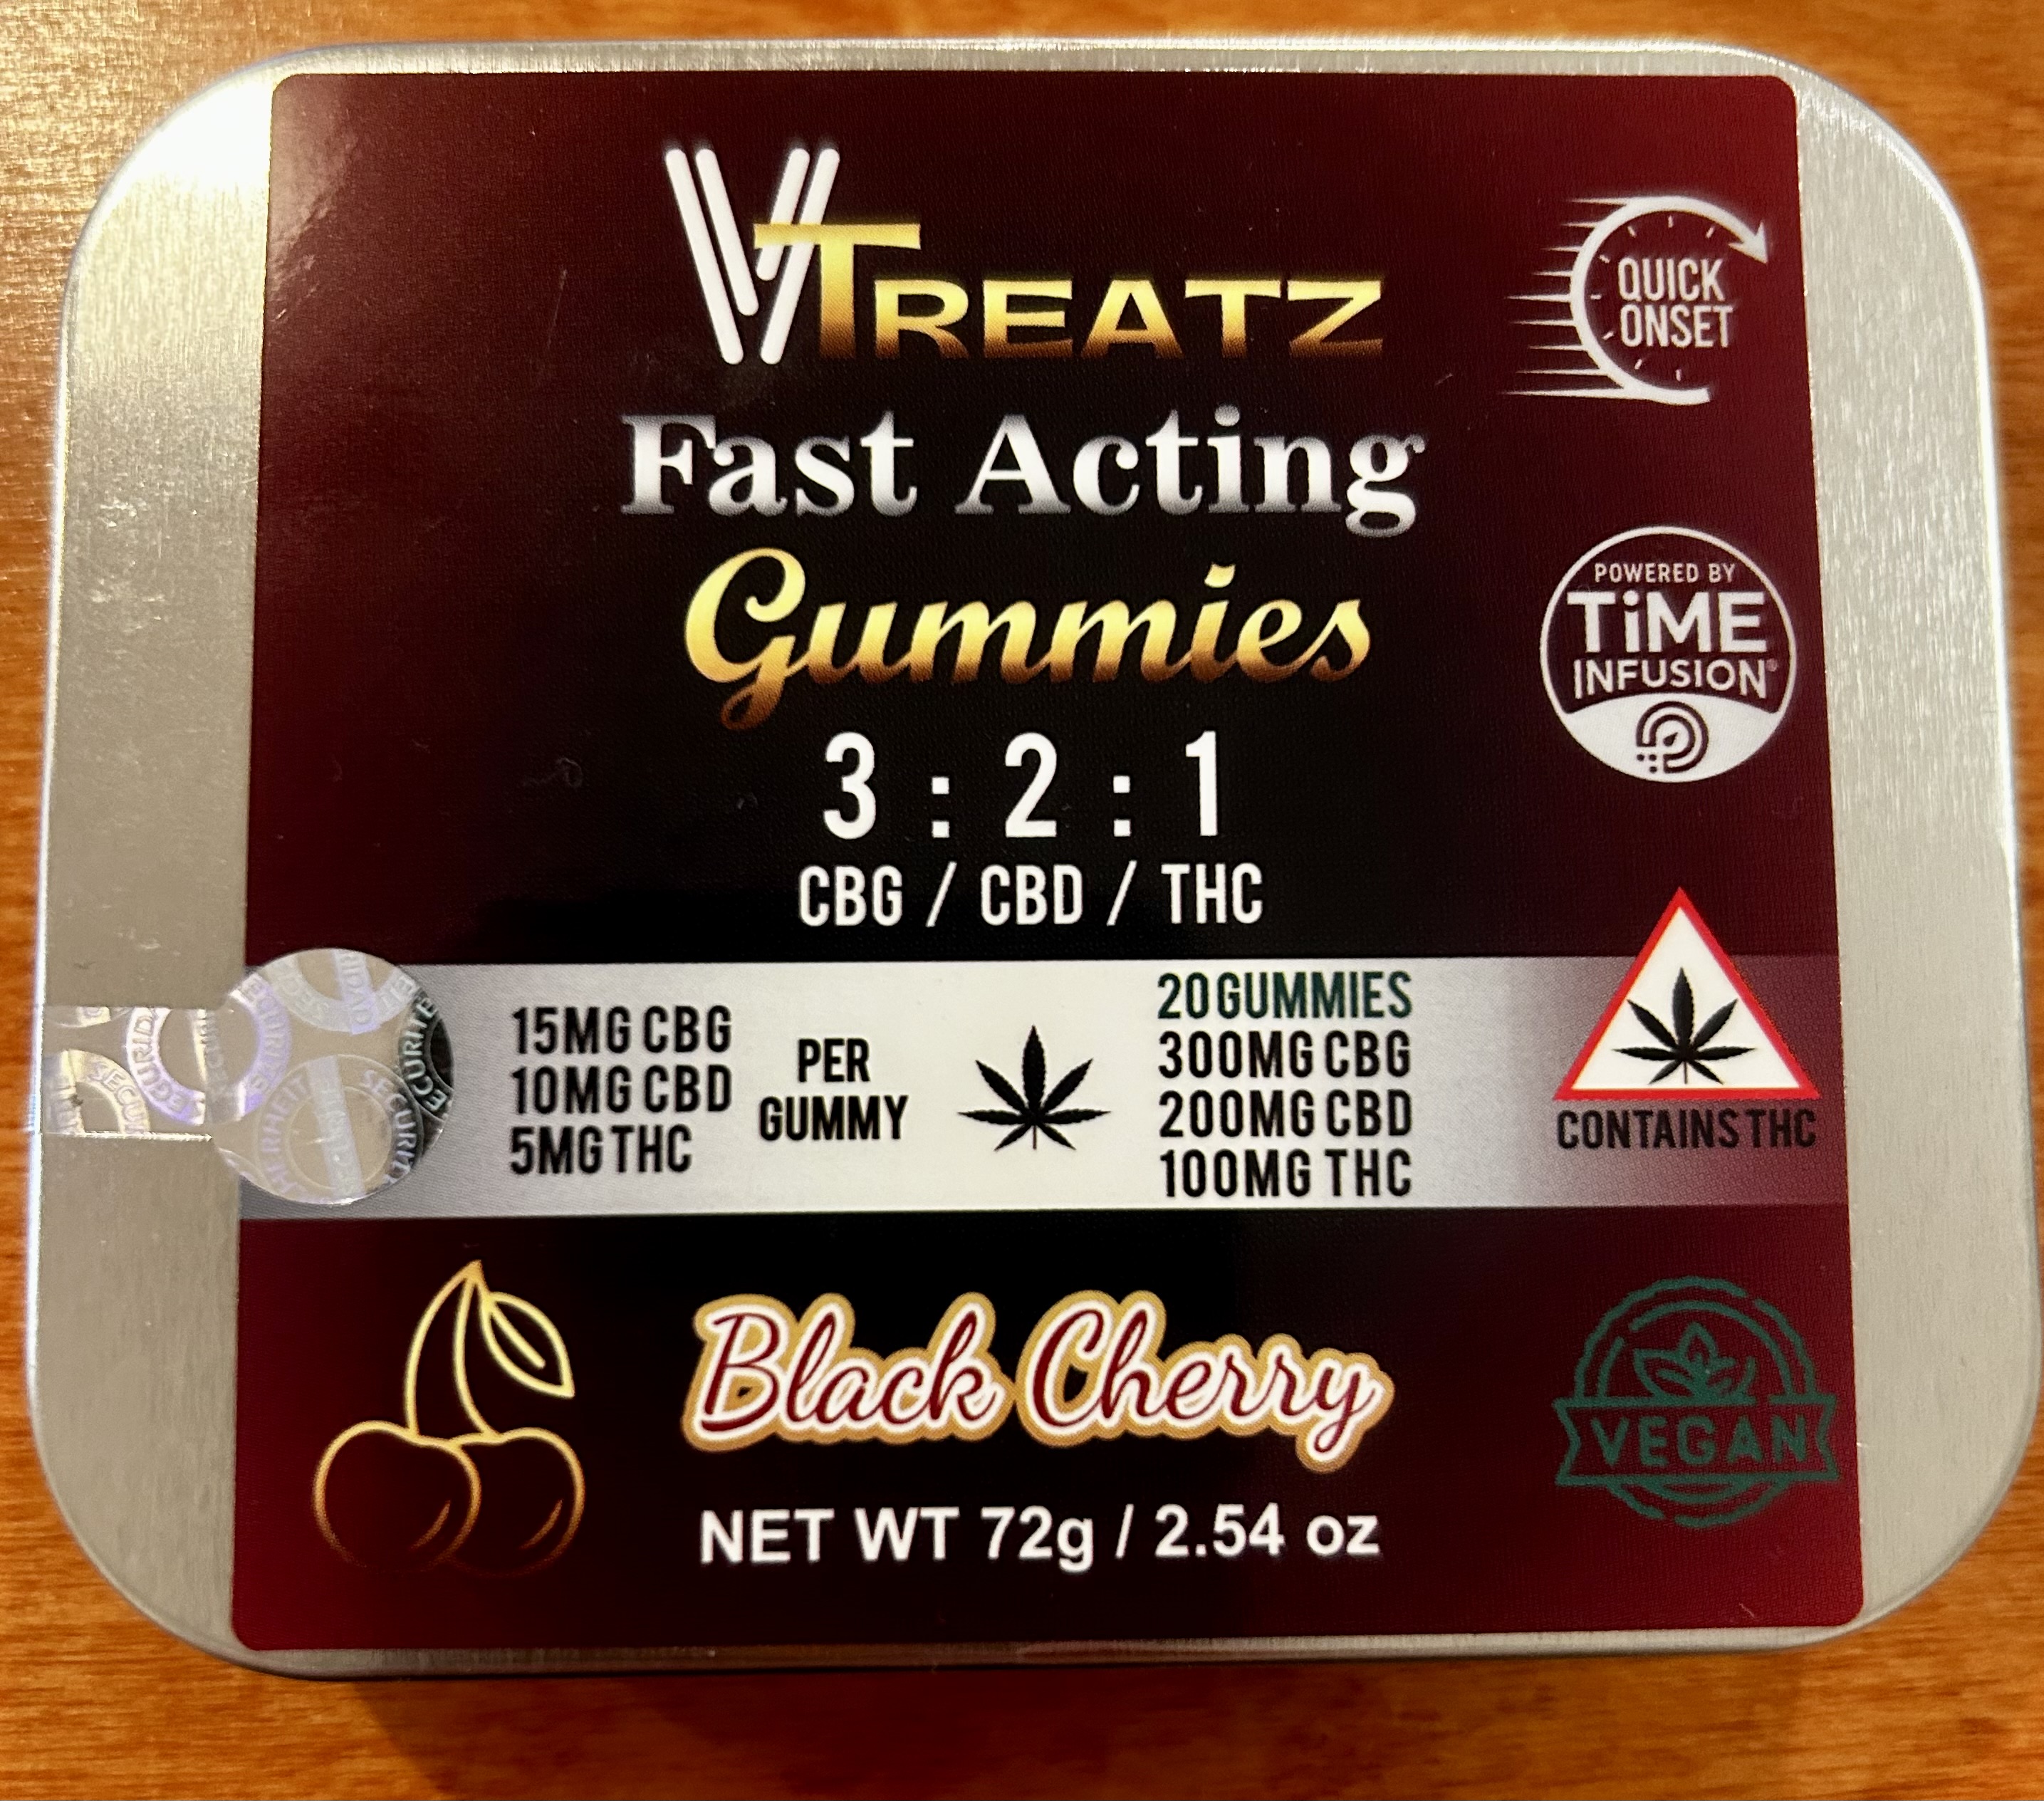 VTREATZ
QUICK
ONSET
Fast Acting
Gummies
POWERED BY
TiME
INFUSION®
3 : 2 : 1
CBG / CBD / THC
15MG CBG
10MG CBD
5MG THC
PER
GUMMY
20 GUMMIES
300MG CBG
200MG CBD
100MG THC
CONTAINS THC
Black Cherry
VEGAN
NET WT 72g / 2.54 oz